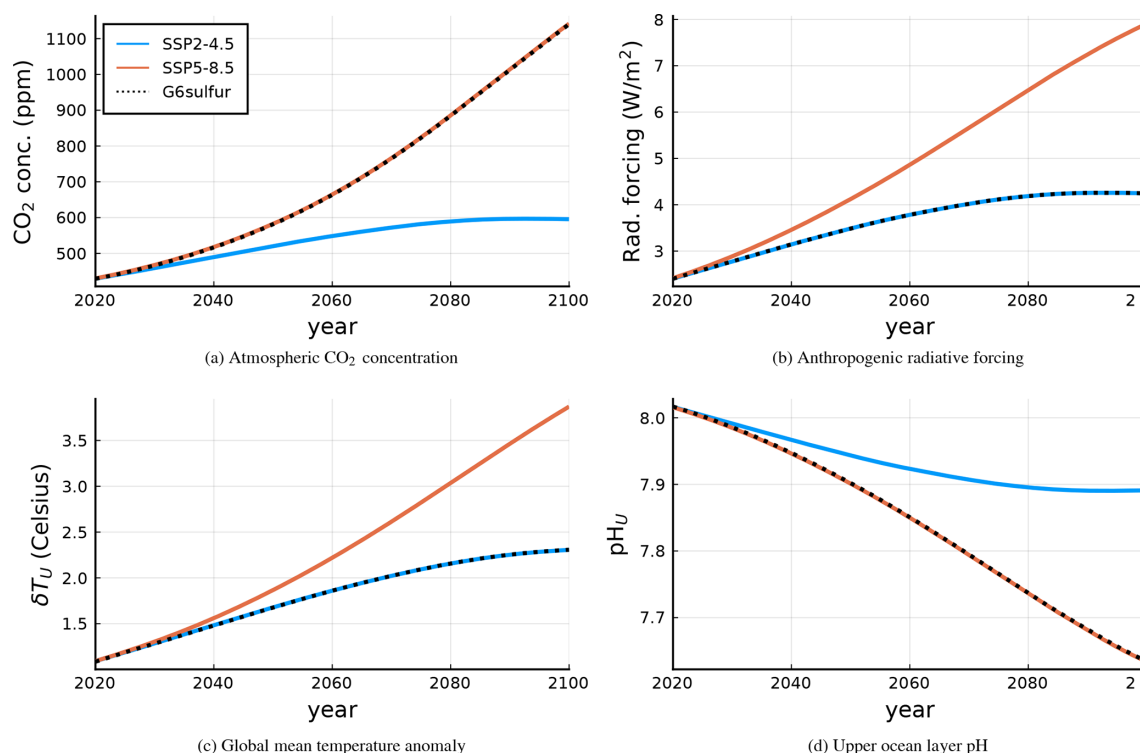 1100
1000
900
800
700
600
500
CO₂ conc. (ppm)
SSP2-4.5
SSP5-8.5
G6sulfur
2020 2040 2060 2080 2100
year
(a) Atmospheric CO₂ concentration
8
7
6
5
4
3
Rad. forcing (W/m²)
2020 2040 2060 2080 2
year
(b) Anthropogenic radiative forcing
3.5
3.0
2.5
2.0
1.5
δT_U (Celsius)
2020 2040 2060 2080 2100
year
(c) Global mean temperature anomaly
8.0
7.9
7.8
7.7
pH_U
2020 2040 2060 2080 2
year
(d) Upper ocean layer pH